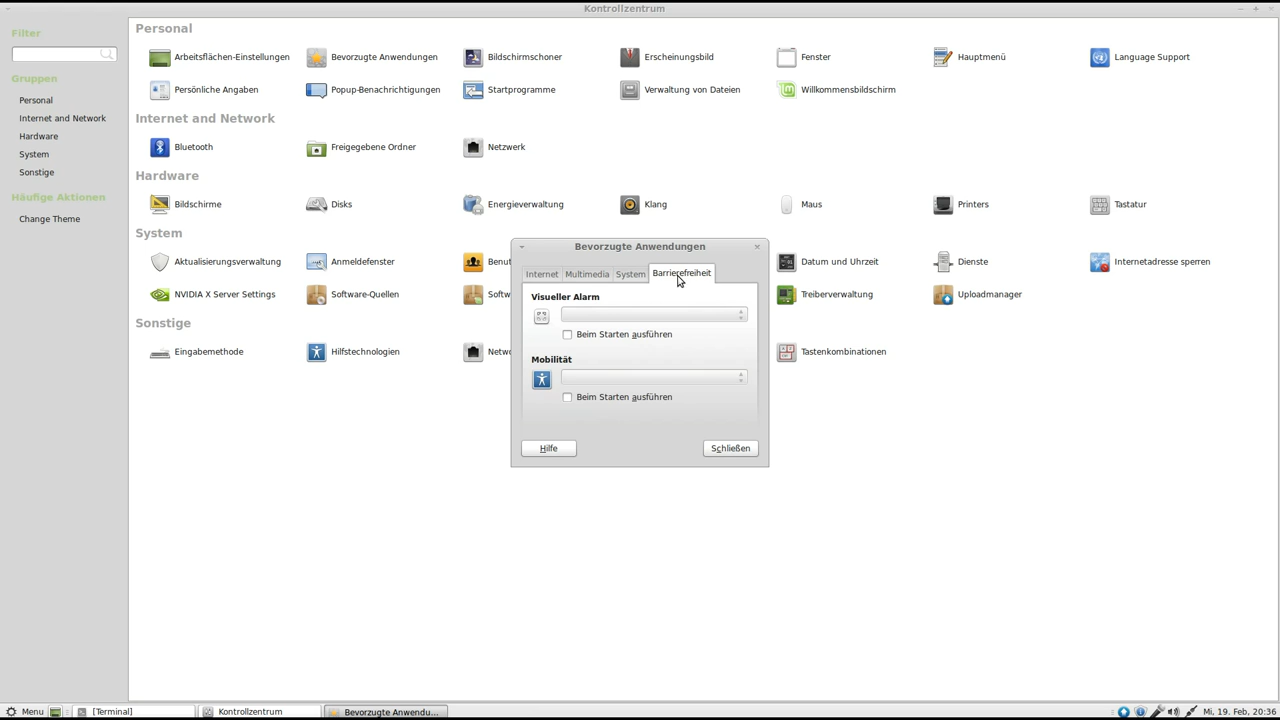 Kontrollzentrum
Filter
Gruppen
Personal
Internet and Network
Hardware
System
Sonstige
Häufige Aktionen
Change Theme
Personal
Arbeitsflächen-Einstellungen
Bevorzugte Anwendungen
Bildschirmschoner
Erscheinungsbild
Fenster
Hauptmenü
Language Support
Persönliche Angaben
Popup-Benachrichtigungen
Startprogramme
Verwaltung von Dateien
Willkommensbildschirm
Internet and Network
Bluetooth
Freigegebene Ordner
Netzwerk
Hardware
Bildschirme
Disks
Energieverwaltung
Klang
Maus
Printers
Tastatur
System
Aktualisierungsverwaltung
Anmeldefenster
Benut
Datum und Uhrzeit
Dienste
Internetadresse sperren
NVIDIA X Server Settings
Software-Quellen
Softw
Treiberverwaltung
Uploadmanager
Sonstige
Eingabemethode
Hilfstechnologien
Netwo
Tastenkombinationen
Bevorzugte Anwendungen
Internet
Multimedia
System
Barrierefreiheit
Visueller Alarm
Beim Starten ausführen
Mobilität
Beim Starten ausführen
Hilfe
Schließen
Menu
[Terminal]
Kontrollzentrum
Bevorzugte Anwendu...
Mi, 19. Feb, 20:36